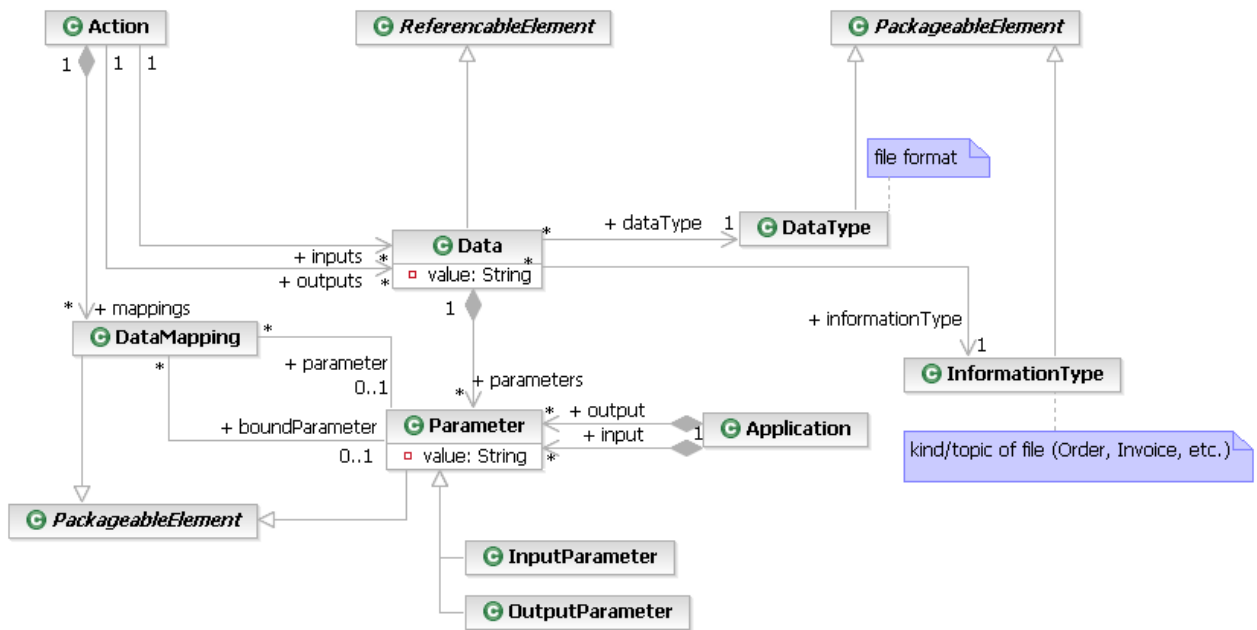 Action
ReferencableElement
PackageableElement
1
1
1
file format
+ dataType
1
DataType
*
Data
value: String
*
+ inputs
*
+ outputs
*
1
+ informationType
1
InformationType
kind/topic of file (Order, Invoice, etc.)
*
+ mappings
DataMapping
*
+ parameter
0..1
*
+ boundParameter
0..1
+ parameters
*
Parameter
value: String
*
+ output
+ input
*
1
Application
PackageableElement
InputParameter
OutputParameter